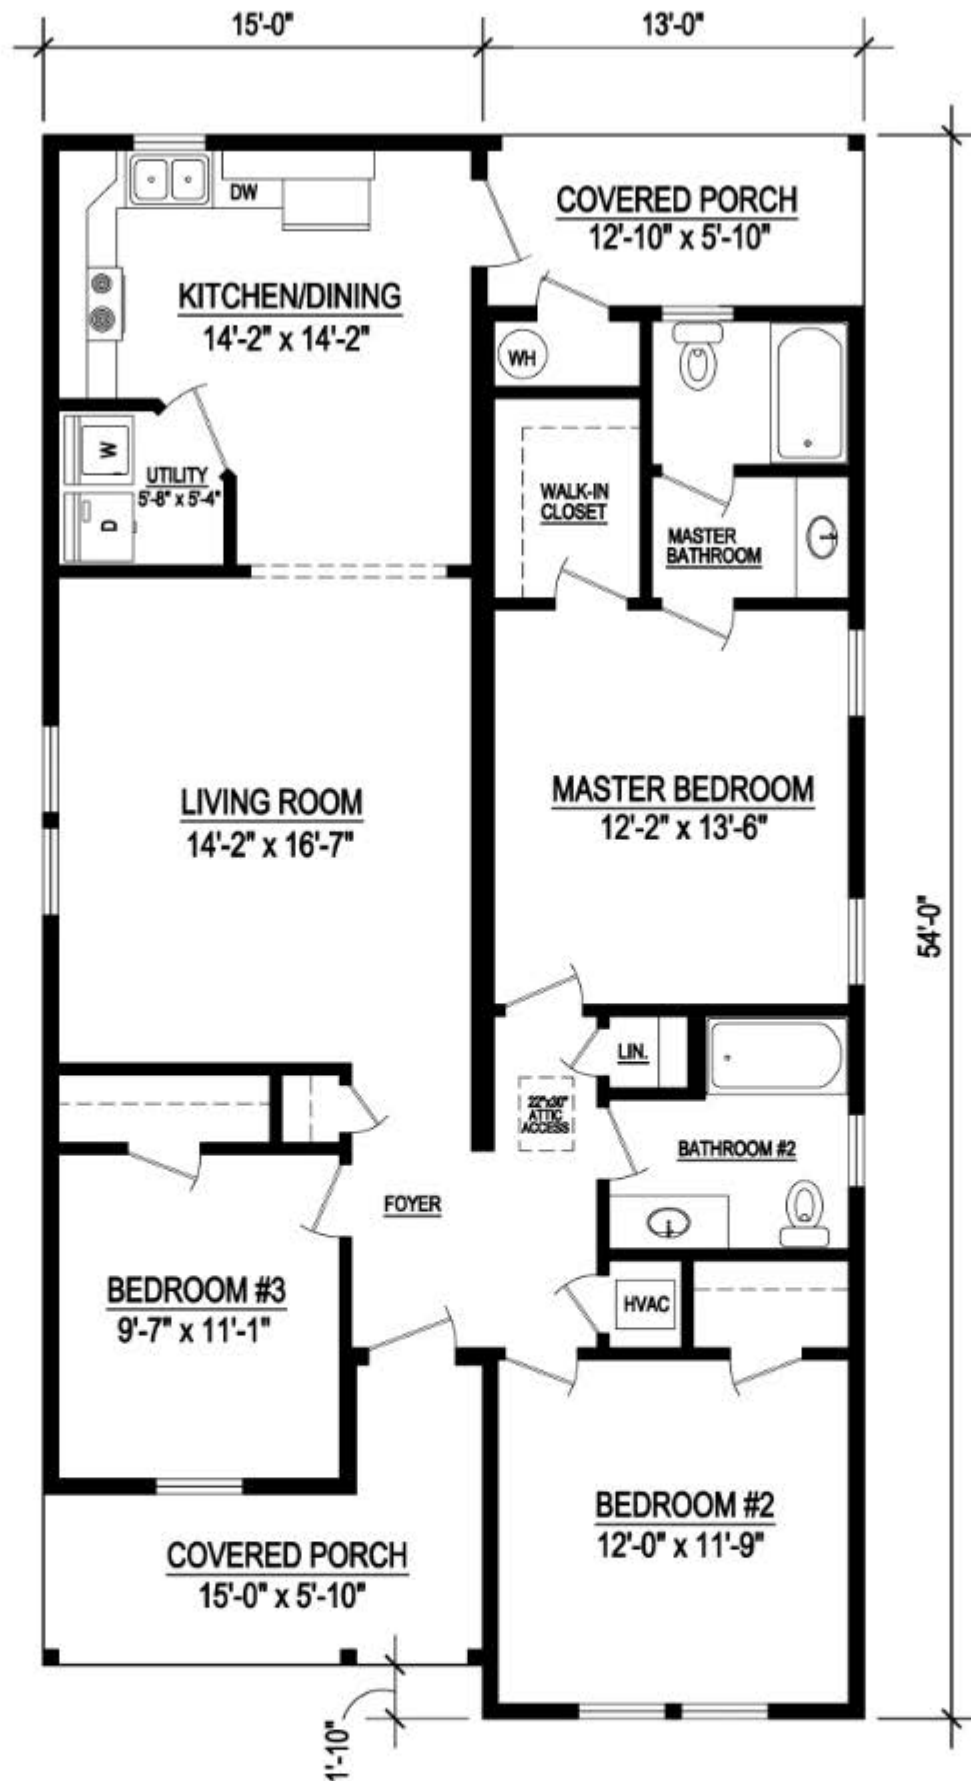 15'-0"
13'-0"
COVERED PORCH
12'-10" x 5'-10"
DW
KITCHEN/DINING
14'-2" x 14'-2"
WH
W
UTILITY
5'-8" x 5'-4"
D
WALK-IN
CLOSET
MASTER
BATHROOM
LIVING ROOM
14'-2" x 16'-7"
MASTER BEDROOM
12'-2" x 13'-6"
54'-0"
LIN.
22"x30"
ATTIC
ACCESS
BATHROOM #2
FOYER
BEDROOM #3
9'-7" x 11'-1"
HVAC
BEDROOM #2
12'-0" x 11'-9"
COVERED PORCH
15'-0" x 5'-10"
1'-10"